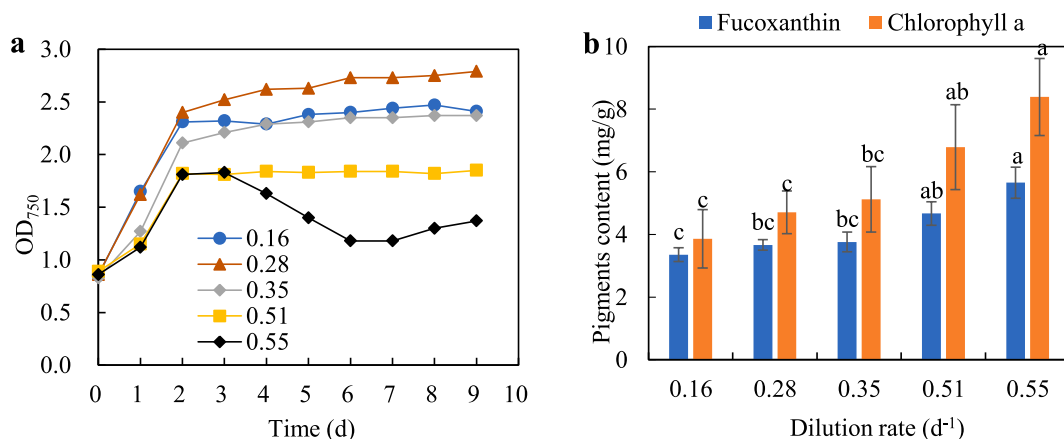 a
3.0
2.5
2.0
1.5
1.0
0.5
0.0
OD750
0 1 2 3 4 5 6 7 8 9 10
Time (d)
0.16
0.28
0.35
0.51
0.55
b
Fucoxanthin Chlorophyll a
10
8
6
4
2
0
Pigments content (mg/g)
c c bc c bc bc ab ab a a
0.16 0.28 0.35 0.51 0.55
Dilution rate (d-1)